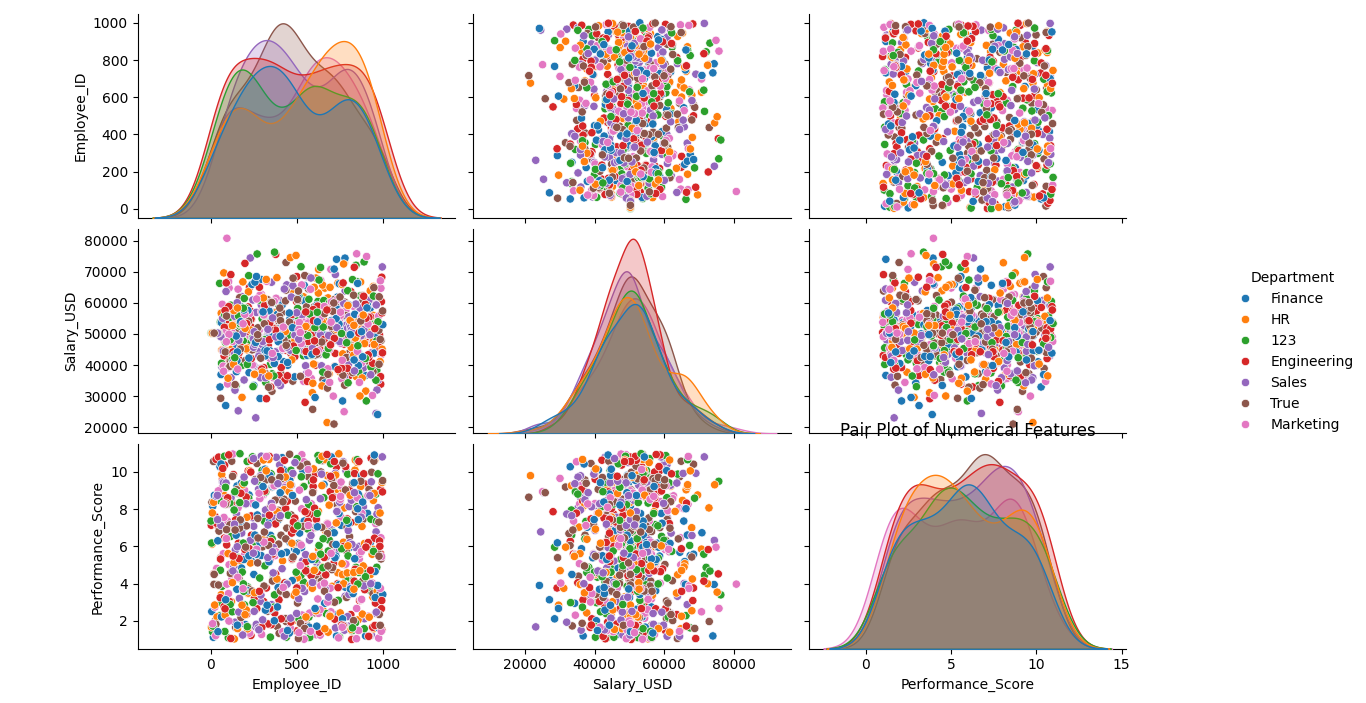 1000
800
600
400
200
0
Employee_ID
80000
70000
60000
50000
40000
30000
20000
Salary_USD
Pair Plot of Numerical Features
10
8
6
4
2
Performance_Score
0 500 1000
Employee_ID
20000 40000 60000 80000
Salary_USD
0 5 10 15
Performance_Score
Department
Finance
HR
123
Engineering
Sales
True
Marketing